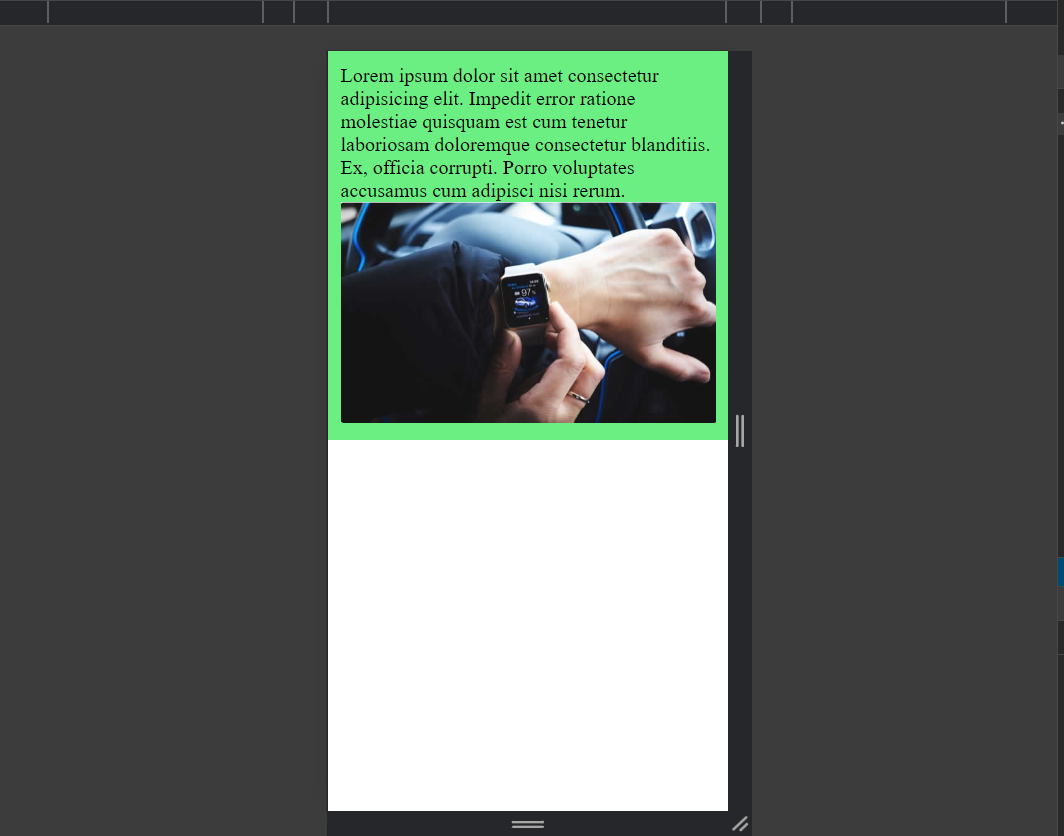 Lorem ipsum dolor sit amet consectetur
adipisicing elit. Impedit error ratione
molestiae quisquam est cum tenetur
laboriosam doloremque consectetur blanditiis.
Ex, officia corrupti. Porro voluptates
accusamus cum adipisci nisi rerum.
97%